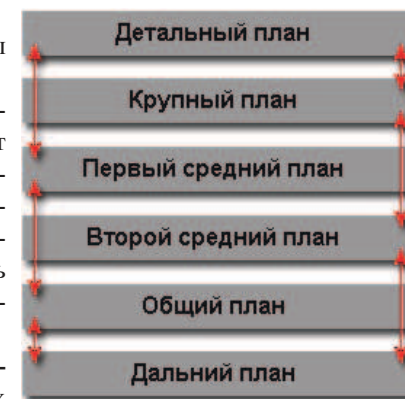 Детальный план
Крупный план
Первый средний план
Второй средний план
Общий план
Дальний план